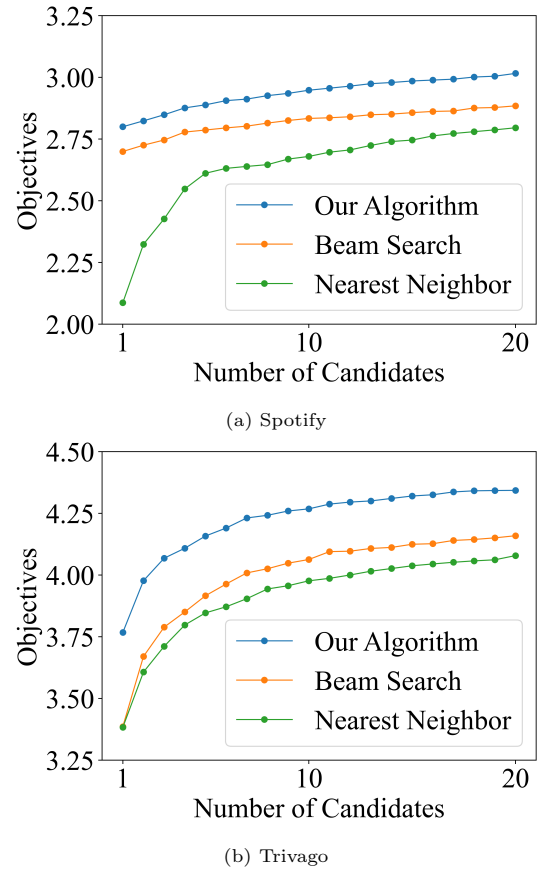 3.25
3.00
2.75
2.50
2.25
2.00
Objectives
Our Algorithm
Beam Search
Nearest Neighbor
1 10 20
Number of Candidates
(a) Spotify
4.50
4.25
4.00
3.75
3.50
3.25
Objectives
Our Algorithm
Beam Search
Nearest Neighbor
1 10 20
Number of Candidates
(b) Trivago